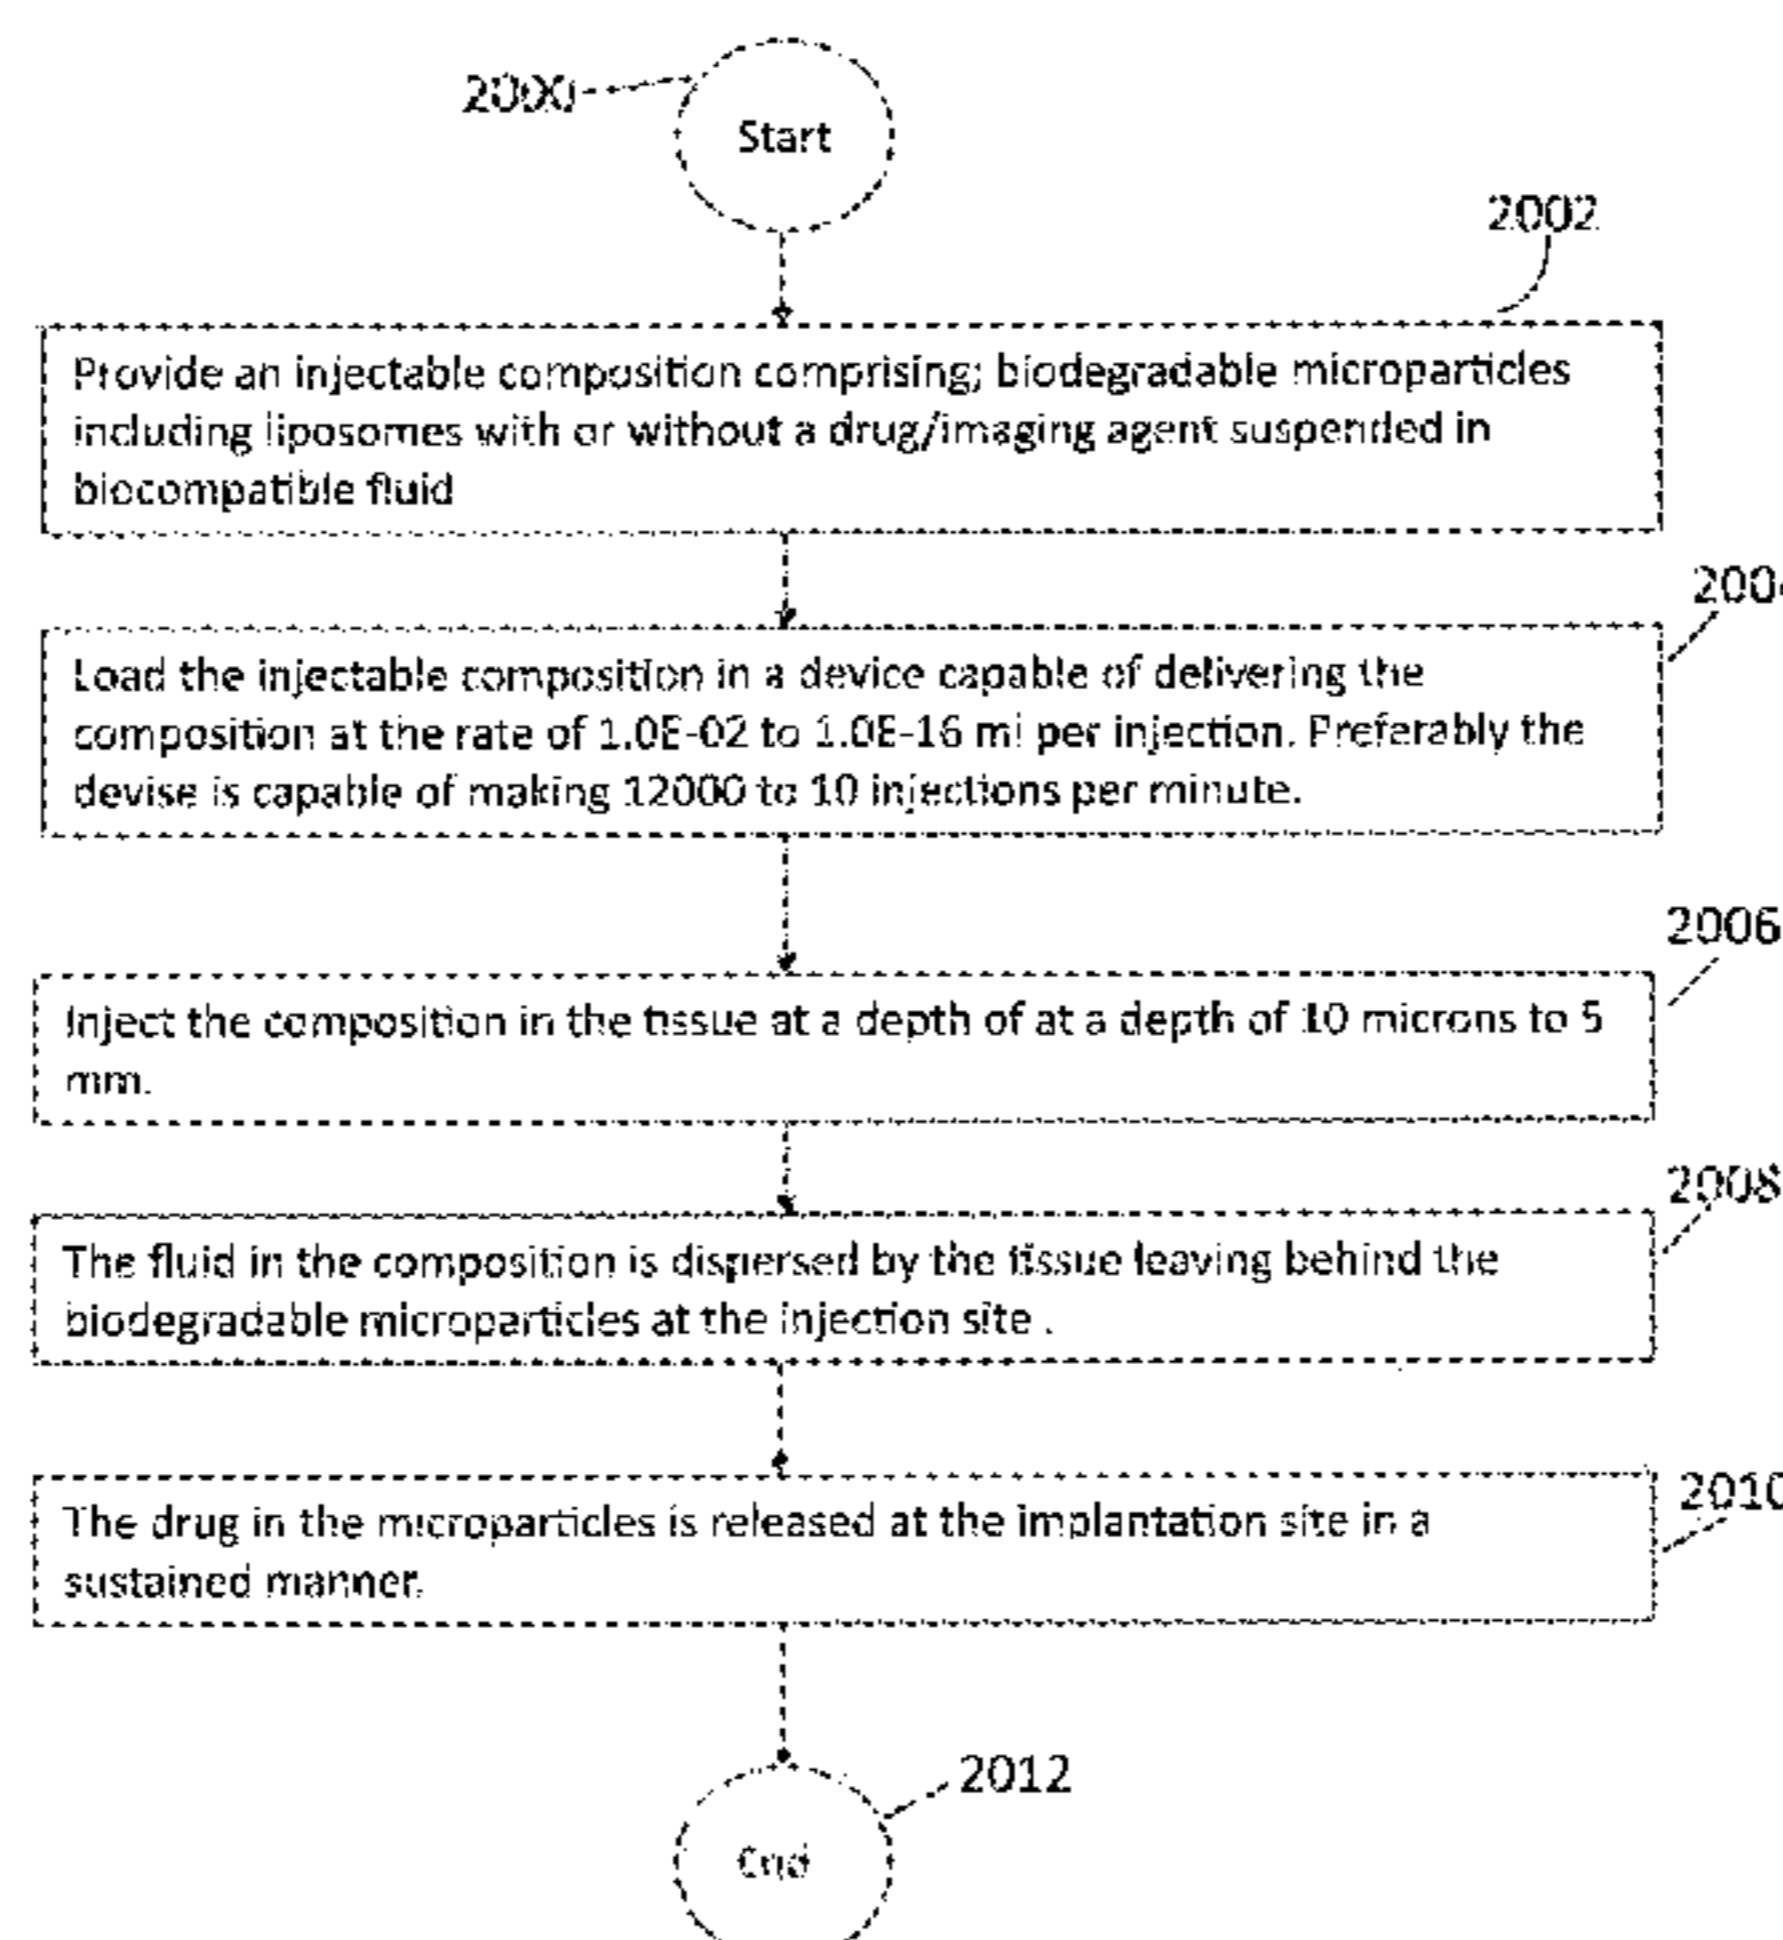 2000
Start
2002
Provide an injectable composition comprising; biodegradable microparticles
including liposomes with or without a drug/imaging agent suspended in
biocompatible fluid
200
Load the injectable composition in a device capable of delivering the
composition at the rate of 1.0E-02 to 1.0E-16 ml per injection. Preferably the
devise is capable of making 12000 to 10 injections per minute.
2006
Inject the composition in the tissue at a depth of at a depth of 10 microns to 5
mm.
2008
The fluid in the composition is dispersed by the tissue leaving behind the
biodegradable microparticles at the injection site .
2010
The drug in the microparticles is released at the implantation site in a
sustained manner.
2012
End